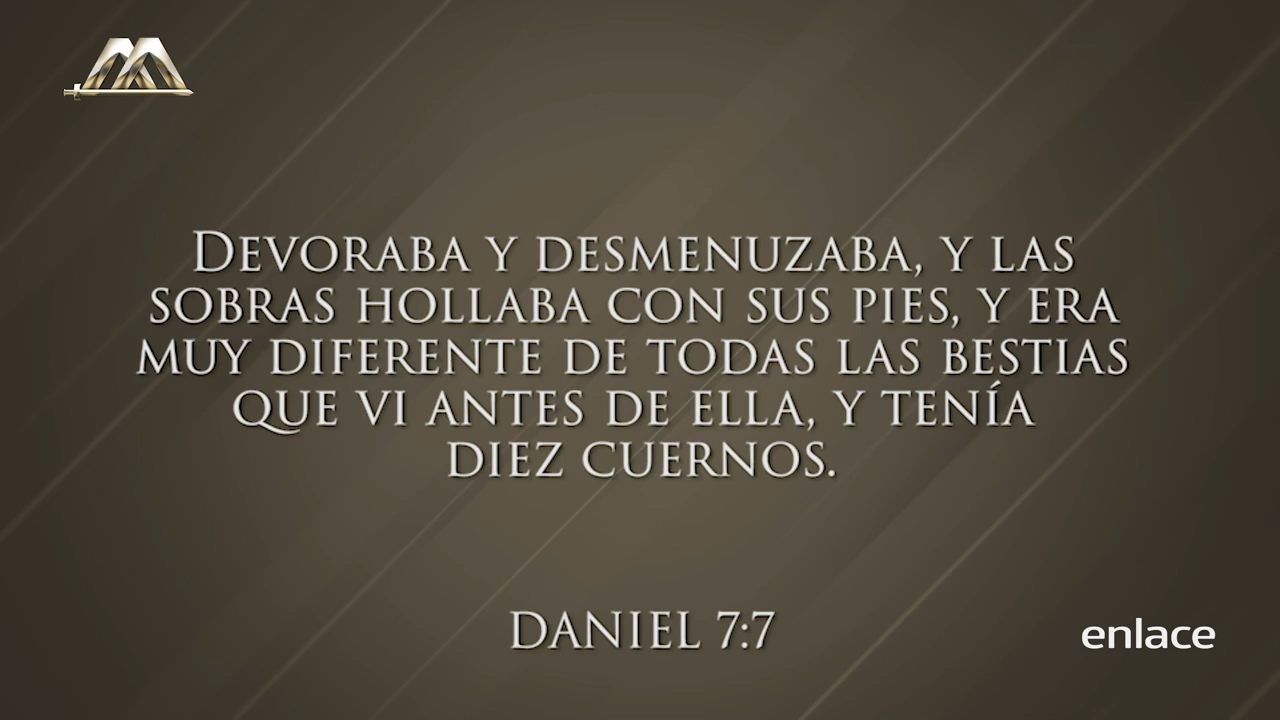 DEVORABA Y DESMENUZABA, Y LAS
SOBRAS HOLLABA CON SUS PIES, Y ERA
MUY DIFERENTE DE TODAS LAS BESTIAS
QUE VI ANTES DE ELLA, Y TENÍA
DIEZ CUERNOS.
DANIEL 7:7
enlace